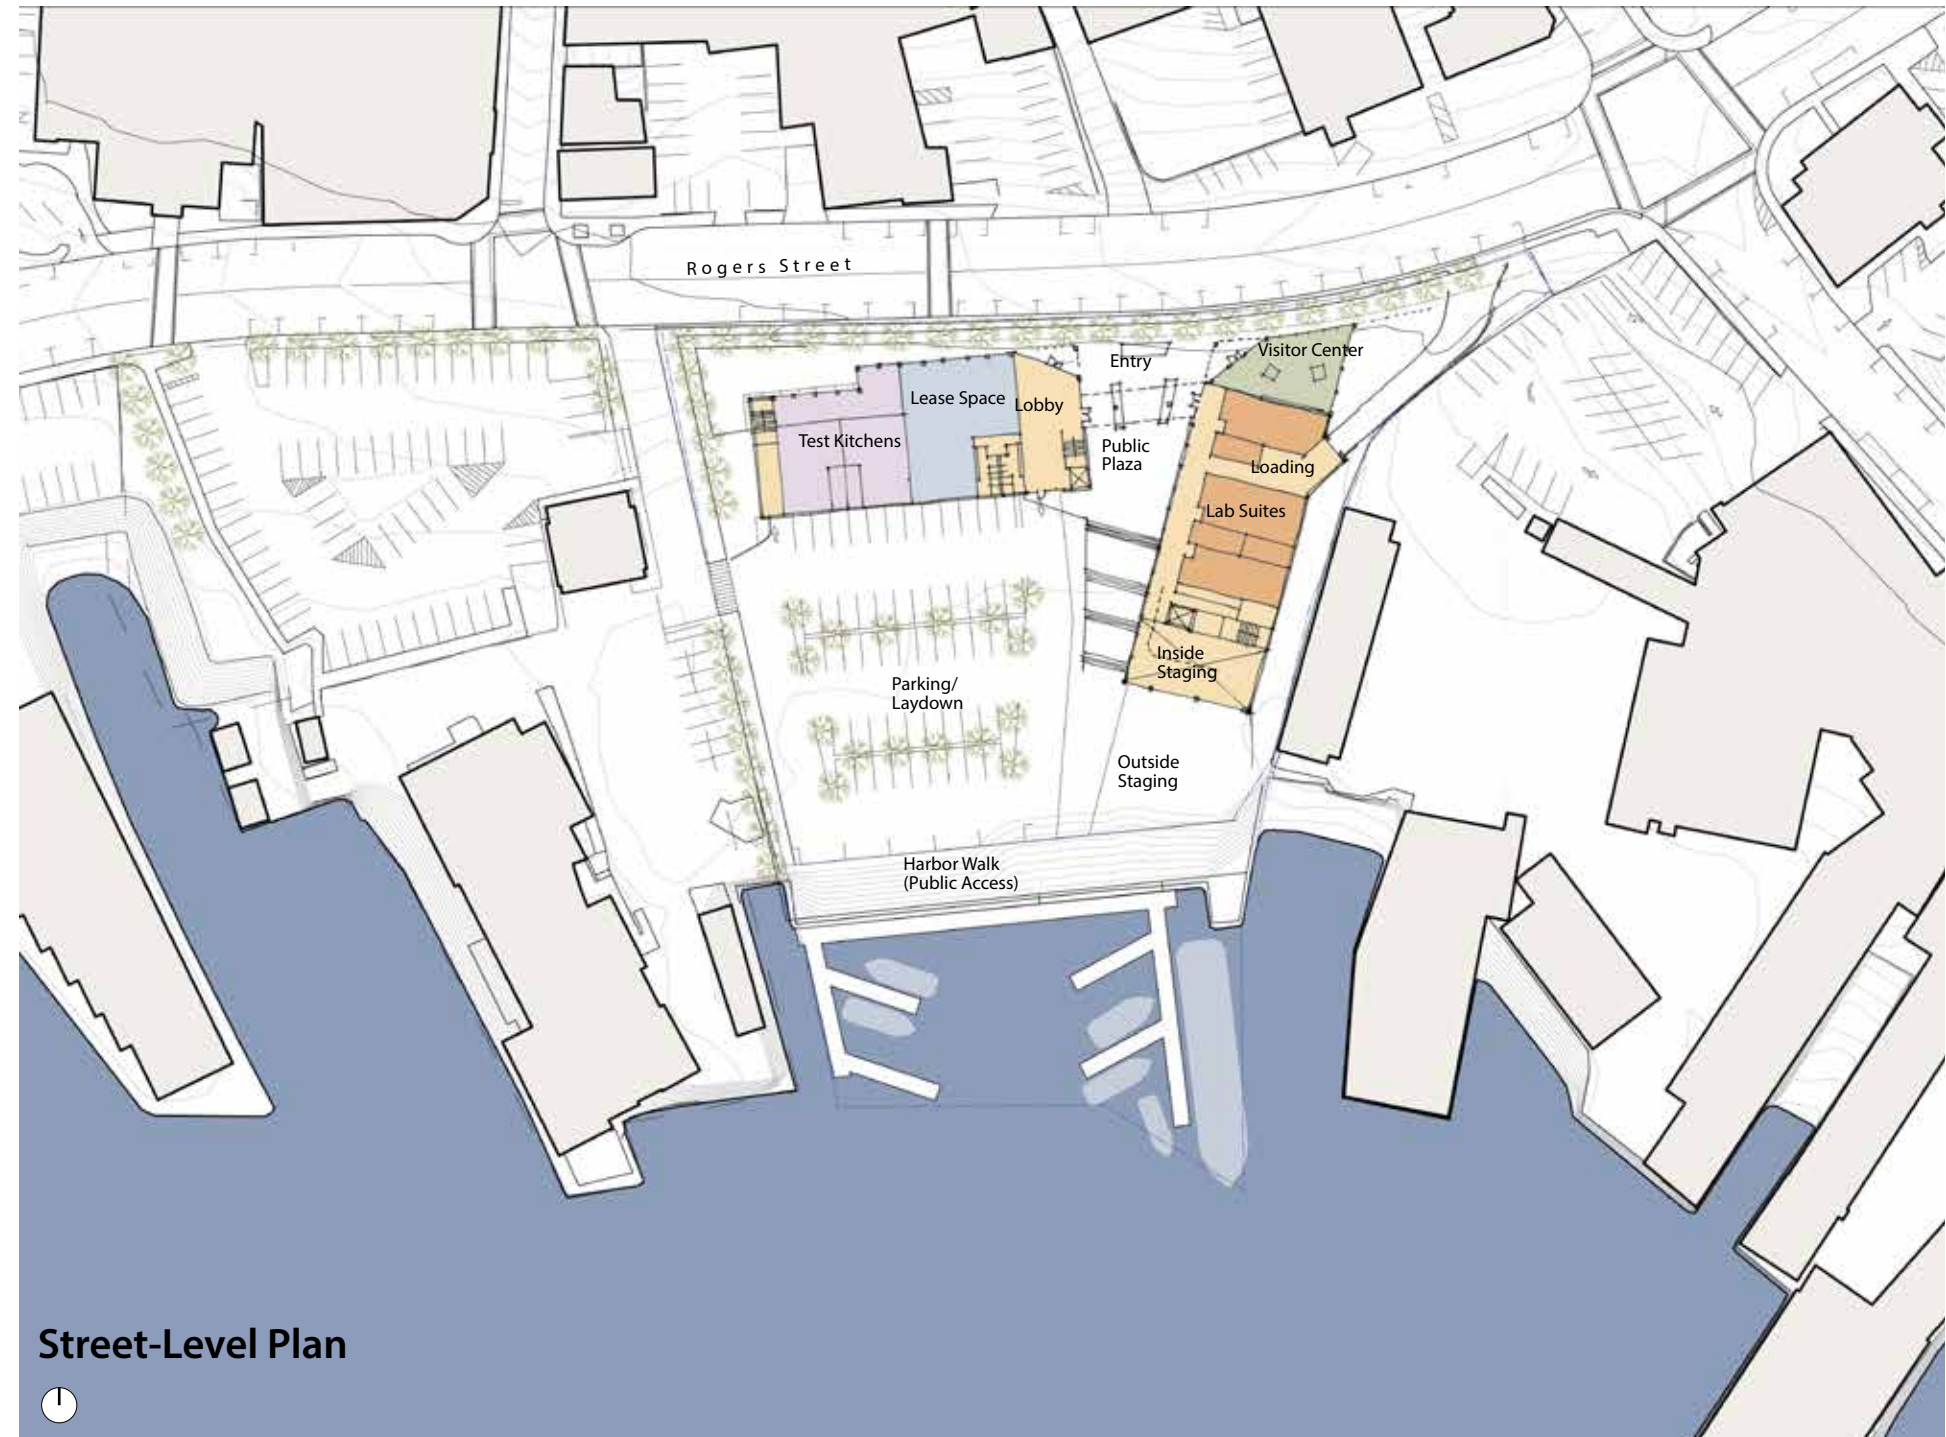 Rogers Street
Entry
Visitor Center
Lease Space
Lobby
Test Kitchens
Public
Plaza
Loading
Lab Suites
Inside
Staging
Parking/
Laydown
Outside
Staging
Harbor Walk
(Public Access)
Street-Level Plan